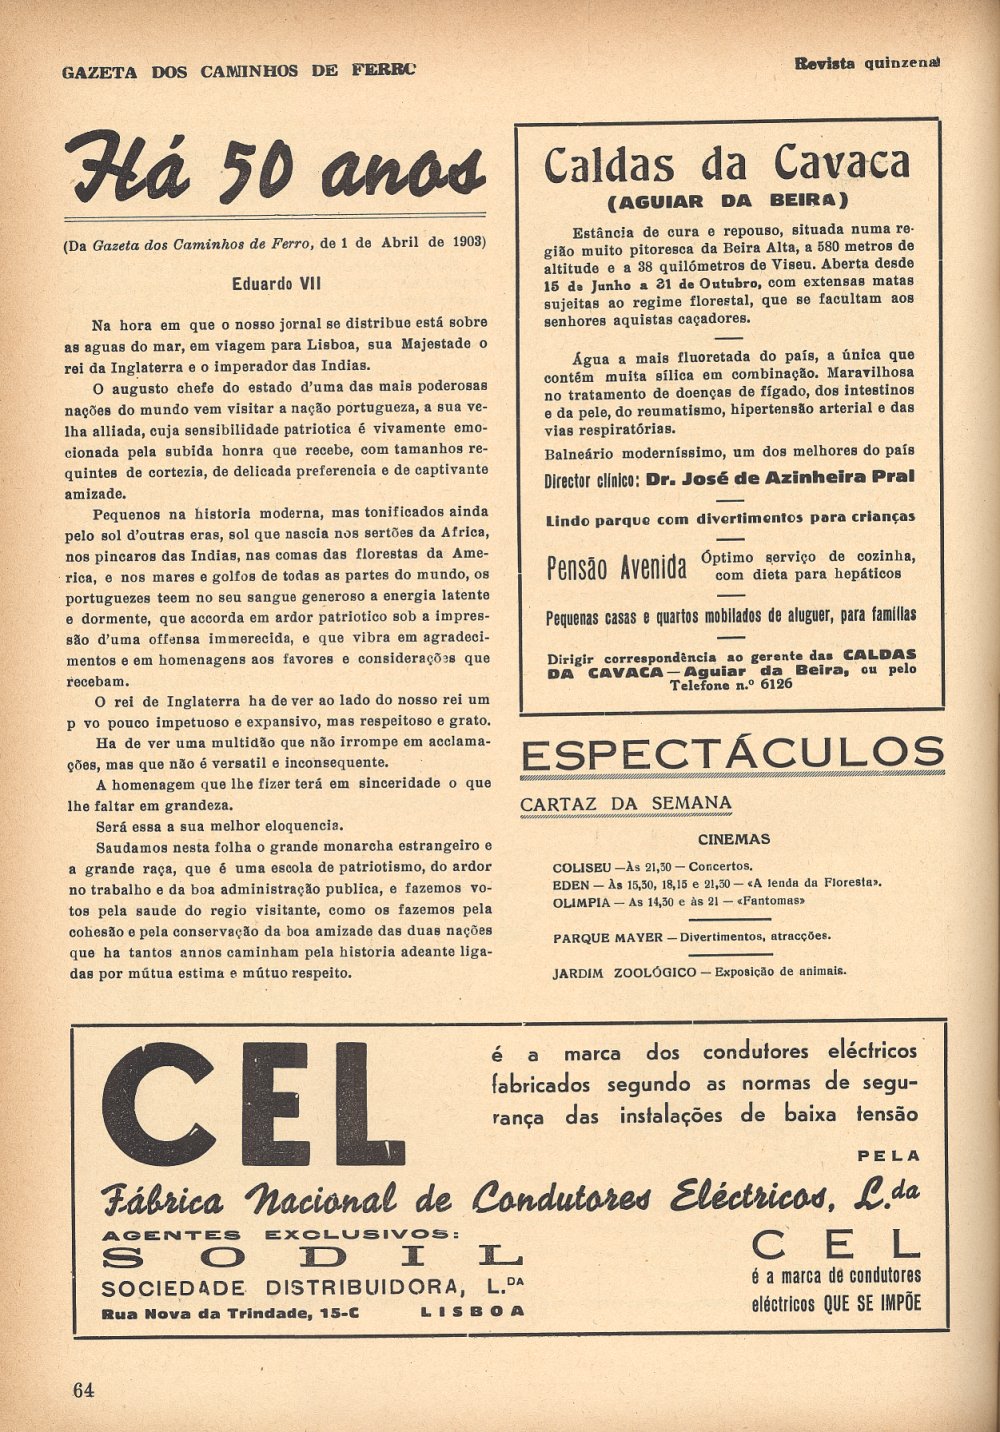 GAZETA DOS CAMINHOS DE FERRO
Revista quinzenal
Há 50 anos
(Da Gazeta dos Caminhos de Ferro, de 1 de Abril de 1903)
Eduardo VII
Na hora em que o nosso jornal se distribue está sobre
as aguas do mar, em viagem para Lisboa, sua Majestade o
rei da Inglaterra e o imperador das Indias.
O augusto chefe do estado d'uma das mais poderosas
nações do mundo vem visitar a nação portugueza, a sua ve-
lha alliada, cuja sensibilidade patriotica é vivamente emo-
cionada pela subida honra que recebe, com tamanhos re-
quintes de cortezia, de delicada preferencia e de captivante
amizade.
Pequenos na historia moderna, mas tonificados ainda
pelo sol d'outras eras, sol que nascia nos sertões da Africa,
nos pincaros das Indias, nas comas das florestas da Ame-
rica, e nos mares e golfos de todas as partes do mundo, os
portuguezes teem no seu sangue generoso a energia latente
e dormente, que accorda em ardor patriotico sob a impres-
são d'uma offensa immerecida, e que vibra em agradeci-
mentos e em homenagens aos favores e considerações que
recebam.
O rei de Inglaterra ha de ver ao lado do nosso rei um
p vo pouco impetuoso e expansivo, mas respeitoso e grato.
Ha de ver uma multidão que não irrompe em acclama-
ções, mas que não é versatil e inconsequente.
A homenagem que lhe fizer terá em sinceridade o que
lhe faltar em grandeza.
Será essa a sua melhor eloquencia.
Saudamos nesta folha o grande monarcha estrangeiro e
a grande raça, que é uma escola de patriotismo, do ardor
no trabalho e da boa administração publica, e fazemos vo-
tos pela saude do regio visitante, como os fazemos pela
cohesão e pela conservação da boa amizade das duas nações
que ha tantos annos caminham pela historia adeante liga-
das por mútua estima e mútuo respeito.
Caldas da Cavaca
(AGUIAR DA BEIRA)
Estância de cura e repouso, situada numa re-
gião muito pitoresca da Beira Alta, a 580 metros de
altitude e a 38 quilómetros de Viseu. Aberta desde
15 de Junho a 31 de Outubro, com extensas matas
sujeitas ao regime florestal, que se facultam aos
senhores aquistas caçadores.
Água a mais fluoretada do país, a única que
contém muita sílica em combinação. Maravilhosa
no tratamento de doenças de fígado, dos intestinos
e da pele, do reumatismo, hipertensão arterial e das
vias respiratórias.
Balneário moderníssimo, um dos melhores do país
Director clínico: Dr. José de Azinheira Pral
Lindo parque com divertimentos para crianças
Pensão Avenida Óptimo serviço de cozinha,
com dieta para hepáticos
Pequenas casas e quartos mobilados de aluguer, para famílias
Dirigir correspondência ao gerente das CALDAS
DA CAVACA — Aguiar da Beira, ou pelo
Telefone n.º 6126
ESPECTÁCULOS
CARTAZ DA SEMANA
CINEMAS
COLISEU — Às 21,30 — Concertos.
EDEN — Às 15,30, 18,15 e 21,30 — «A lenda da Floresta».
OLIMPIA — As 14,30 e às 21 — «Fantomas»
PARQUE MAYER — Divertimentos, atracções.
JARDIM ZOOLÓGICO — Exposição de animais.
CEL
é a marca dos condutores eléctricos
fabricados segundo as normas de segu-
rança das instalações de baixa tensão
PELA
Fábrica Nacional de Condutores Eléctricos, L.da
AGENTES EXCLUSIVOS:
SODIL
SOCIEDADE DISTRIBUIDORA, L.DA
Rua Nova da Trindade, 15-C LISBOA
CEL
é a marca de condutores
eléctricos QUE SE IMPÕE
64